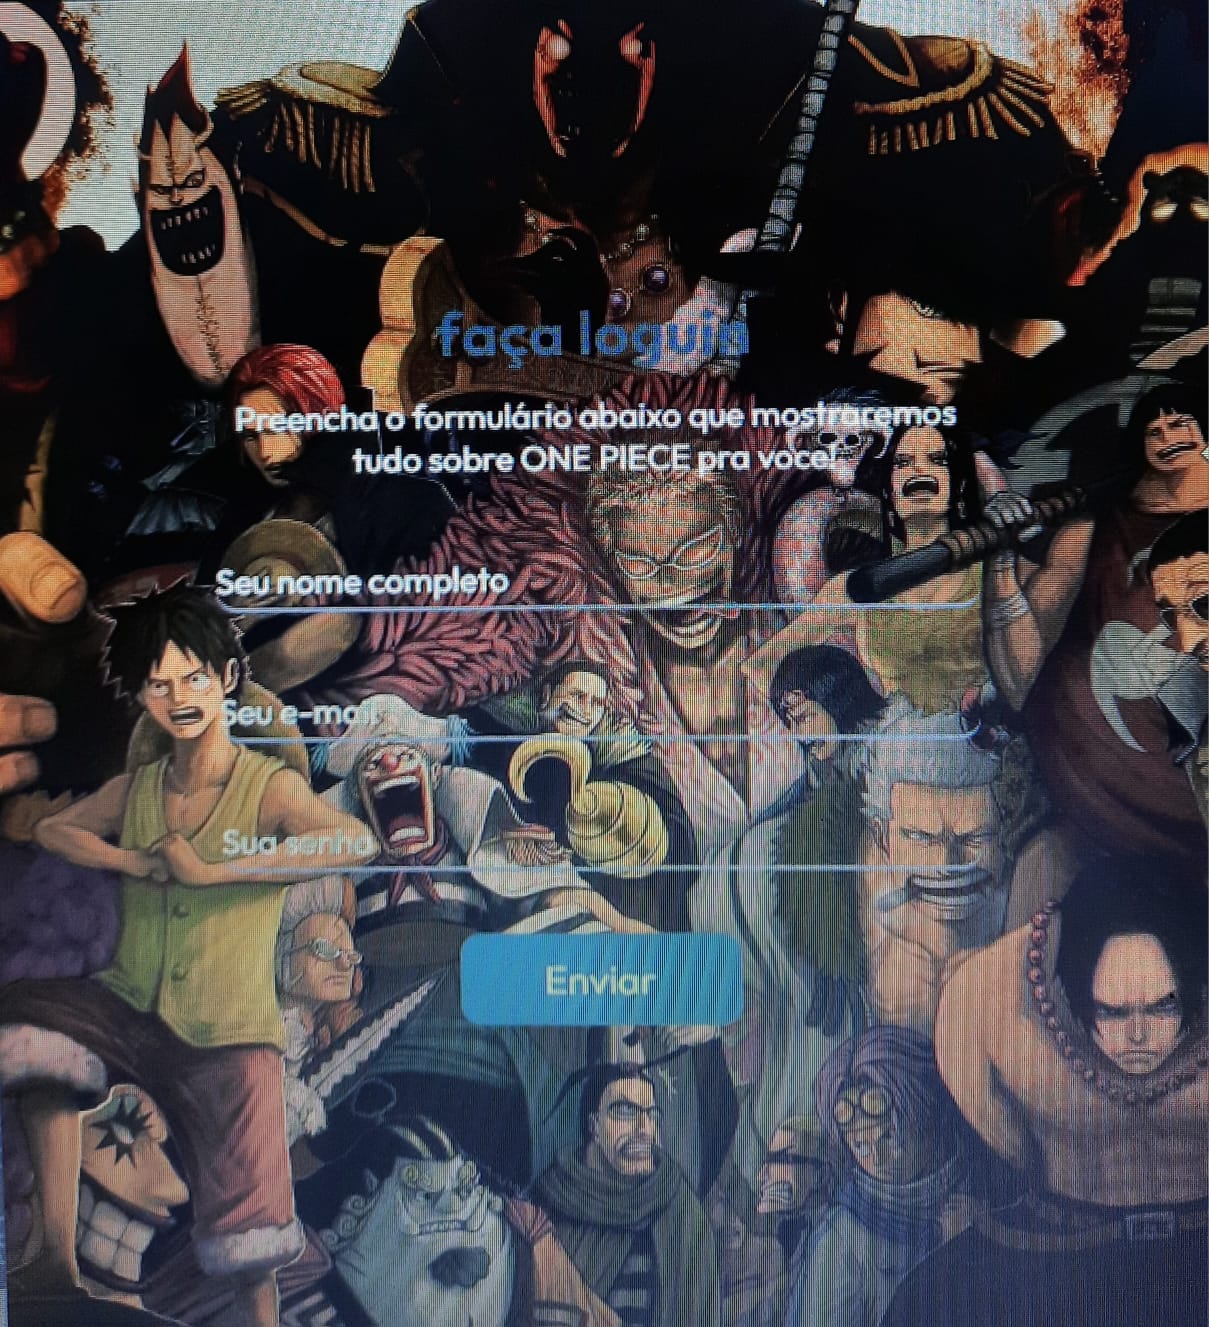 faça loguin
Preencha o formulário abaixo que mostraremos
tudo sobre ONE PIECE pra voce!
Seu nome completo
Seu e-mail
Sua senha
Enviar